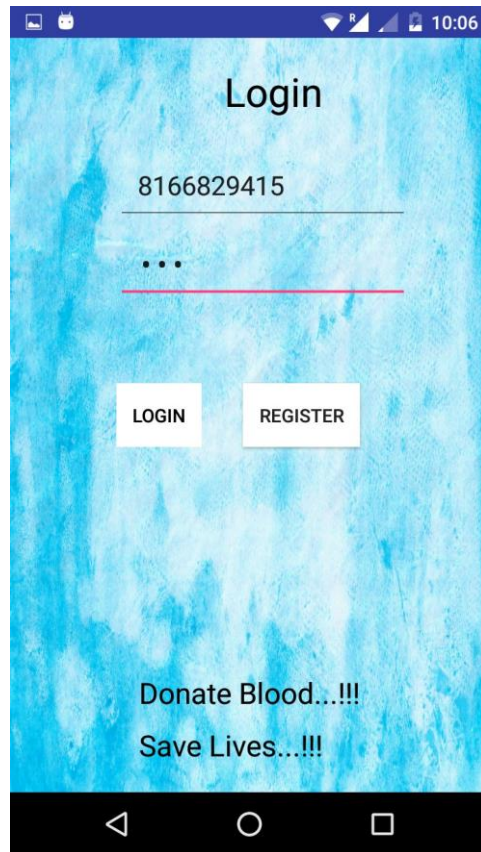 R 10:06
Login
8166829415
•••
LOGIN REGISTER
Donate Blood...!!!
Save Lives...!!!